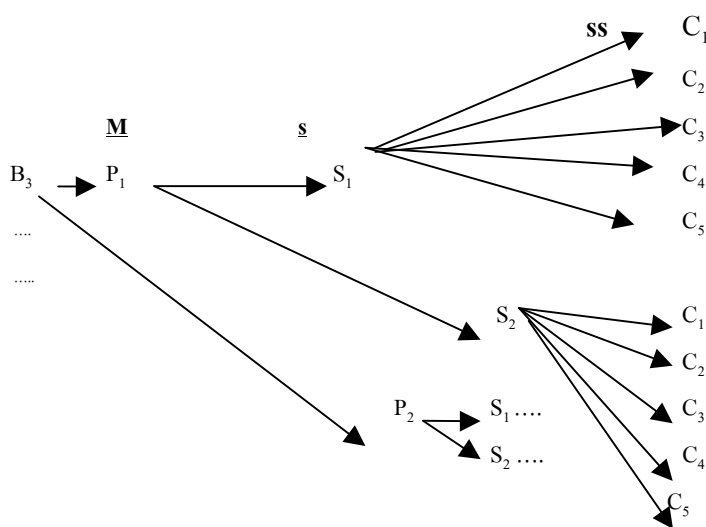 ss C₁
C₂
M s C₃
B₃ P₁ S₁ C₄
C₅
....
.....
S₂ C₁
C₂
P₂ S₁ .... C₃
S₂ .... C₄
C₅